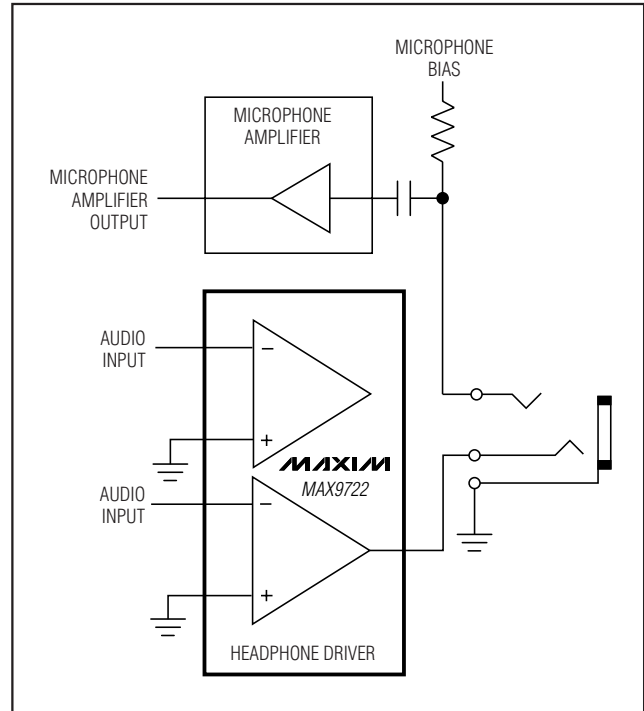 MICROPHONE
BIAS
MICROPHONE
AMPLIFIER
MICROPHONE
AMPLIFIER
OUTPUT
AUDIO
INPUT
−
+
MAXIM
MAX9722
AUDIO
INPUT
−
+
HEADPHONE DRIVER